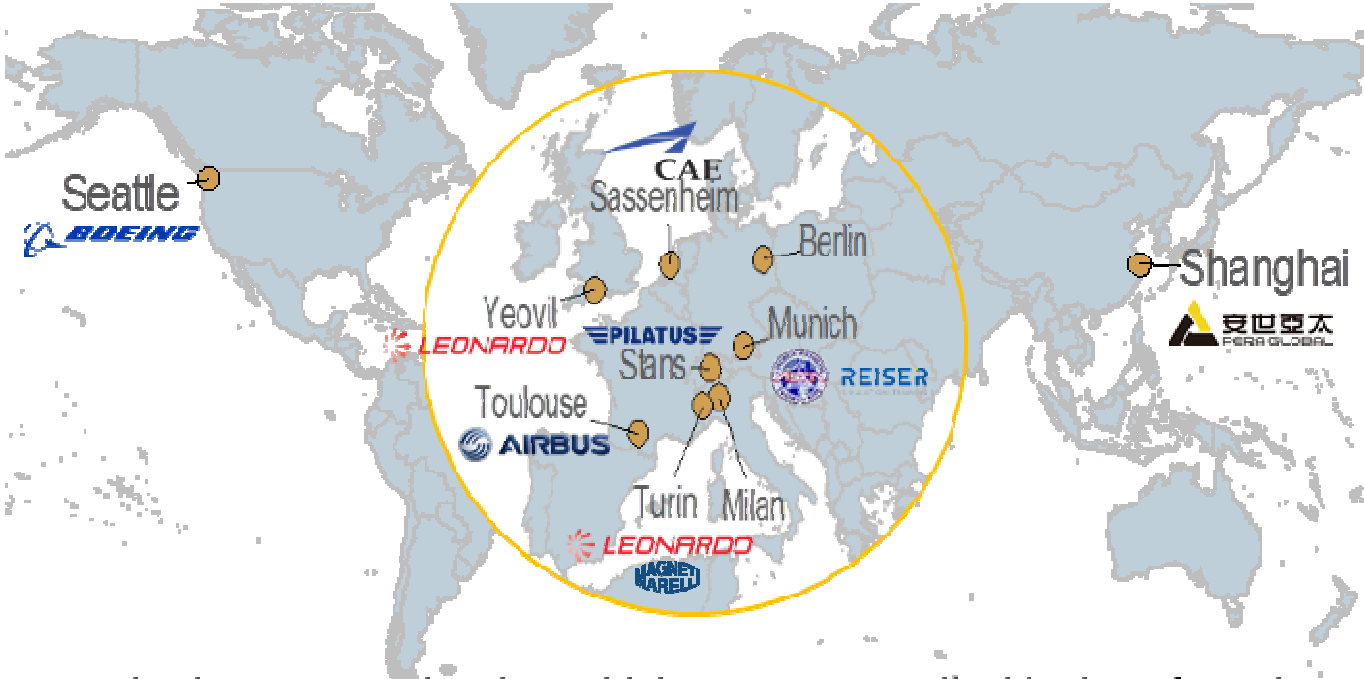 CAE
Sassenheim
Seattle
BOEING
Berlin
Shanghai
安世亞太
PERA GLOBAL
Yeovil
LEONARDO
PILATUS
Munich
Stans
REISER
Toulouse
AIRBUS
Turin
Milan
LEONARDO
MAGNETI
MARELLI